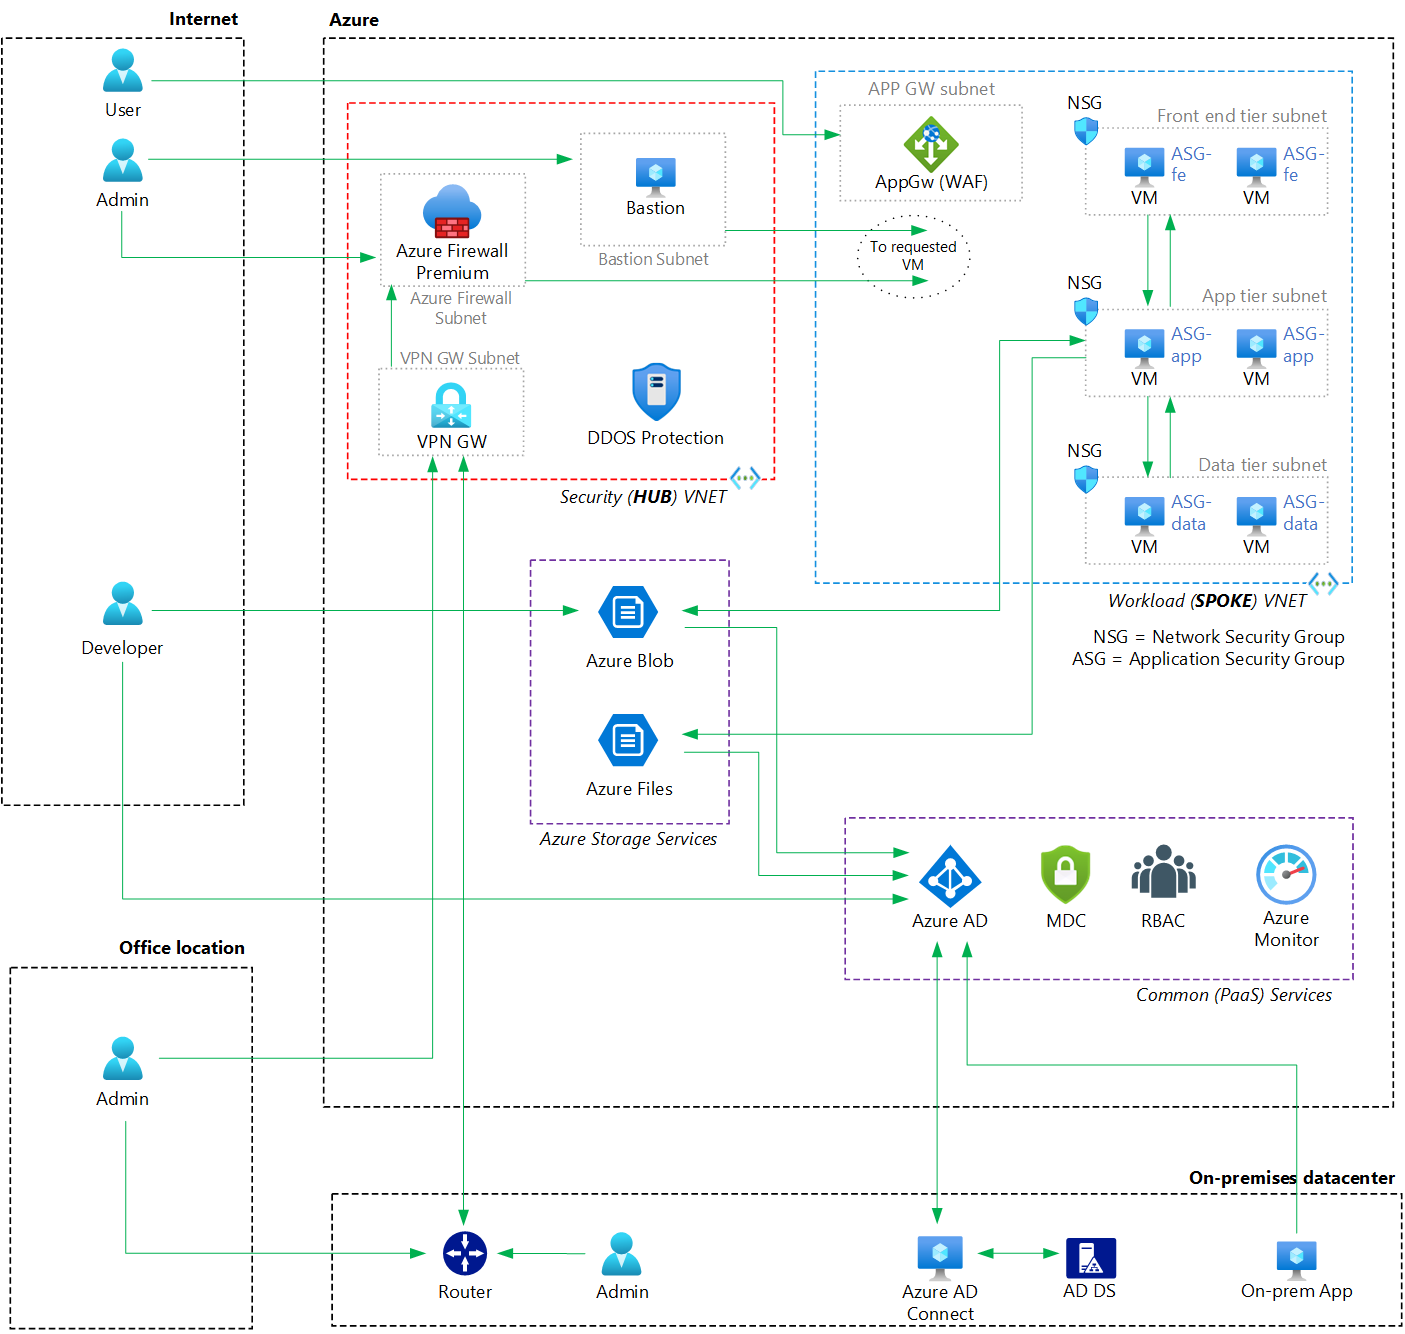 Internet
Azure
User
Admin
Developer
APP GW subnet
AppGw (WAF)
NSG
Front end tier subnet
ASG-
fe
VM
ASG-
fe
VM
Bastion
Bastion Subnet
Azure Firewall
Premium
Azure Firewall
Subnet
To requested
VM
NSG
App tier subnet
ASG-
app
VM
ASG-
app
VM
VPN GW Subnet
VPN GW
DDOS Protection
Security (HUB) VNET
NSG
Data tier subnet
ASG-
data
VM
ASG-
data
VM
Workload (SPOKE) VNET
NSG = Network Security Group
ASG = Application Security Group
Azure Blob
Azure Files
Azure Storage Services
Azure AD
MDC
RBAC
Azure
Monitor
Common (PaaS) Services
Office location
Admin
On-premises datacenter
Router
Admin
Azure AD
Connect
AD DS
On-prem App